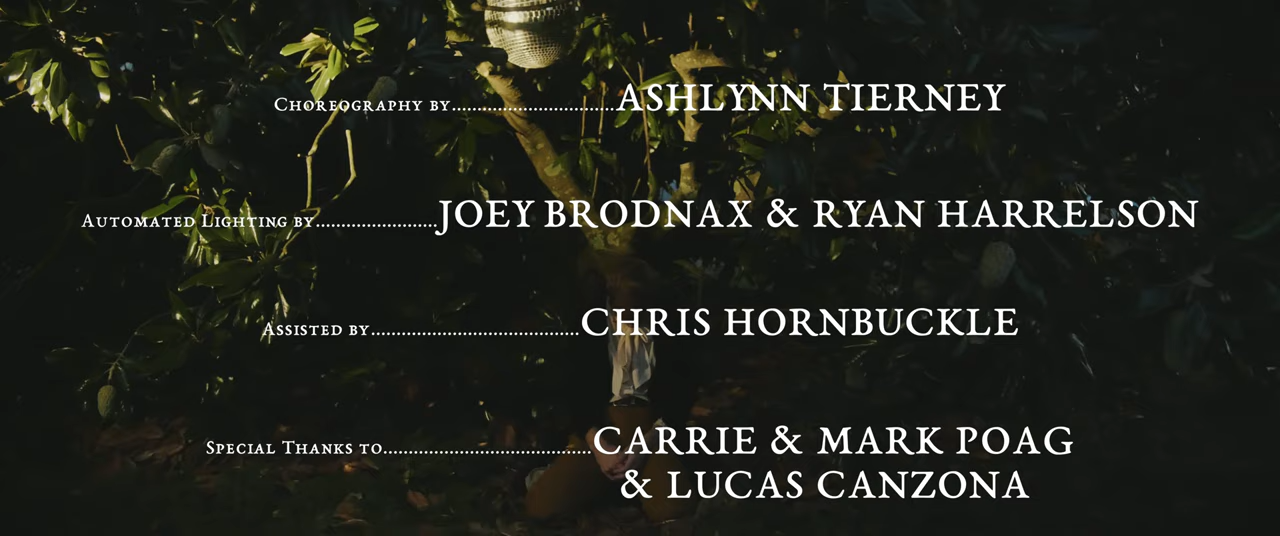 Choreography by..................................ASHLYNN TIERNEY
Automated Lighting by........................JOEY BRODNAX & RYAN HARRELSON
Assisted by..........................................CHRIS HORNBUCKLE
Special Thanks to..........................................CARRIE & MARK POAG
& LUCAS CANZONA